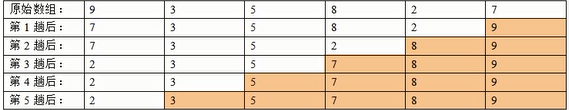 原始数组： 9 3 5 8 2 7
第 1 趟后： 7 3 5 8 2 9
第 2 趟后： 7 3 5 2 8 9
第 3 趟后： 2 3 5 7 8 9
第 4 趟后： 2 3 5 7 8 9
第 5 趟后： 2 3 5 7 8 9